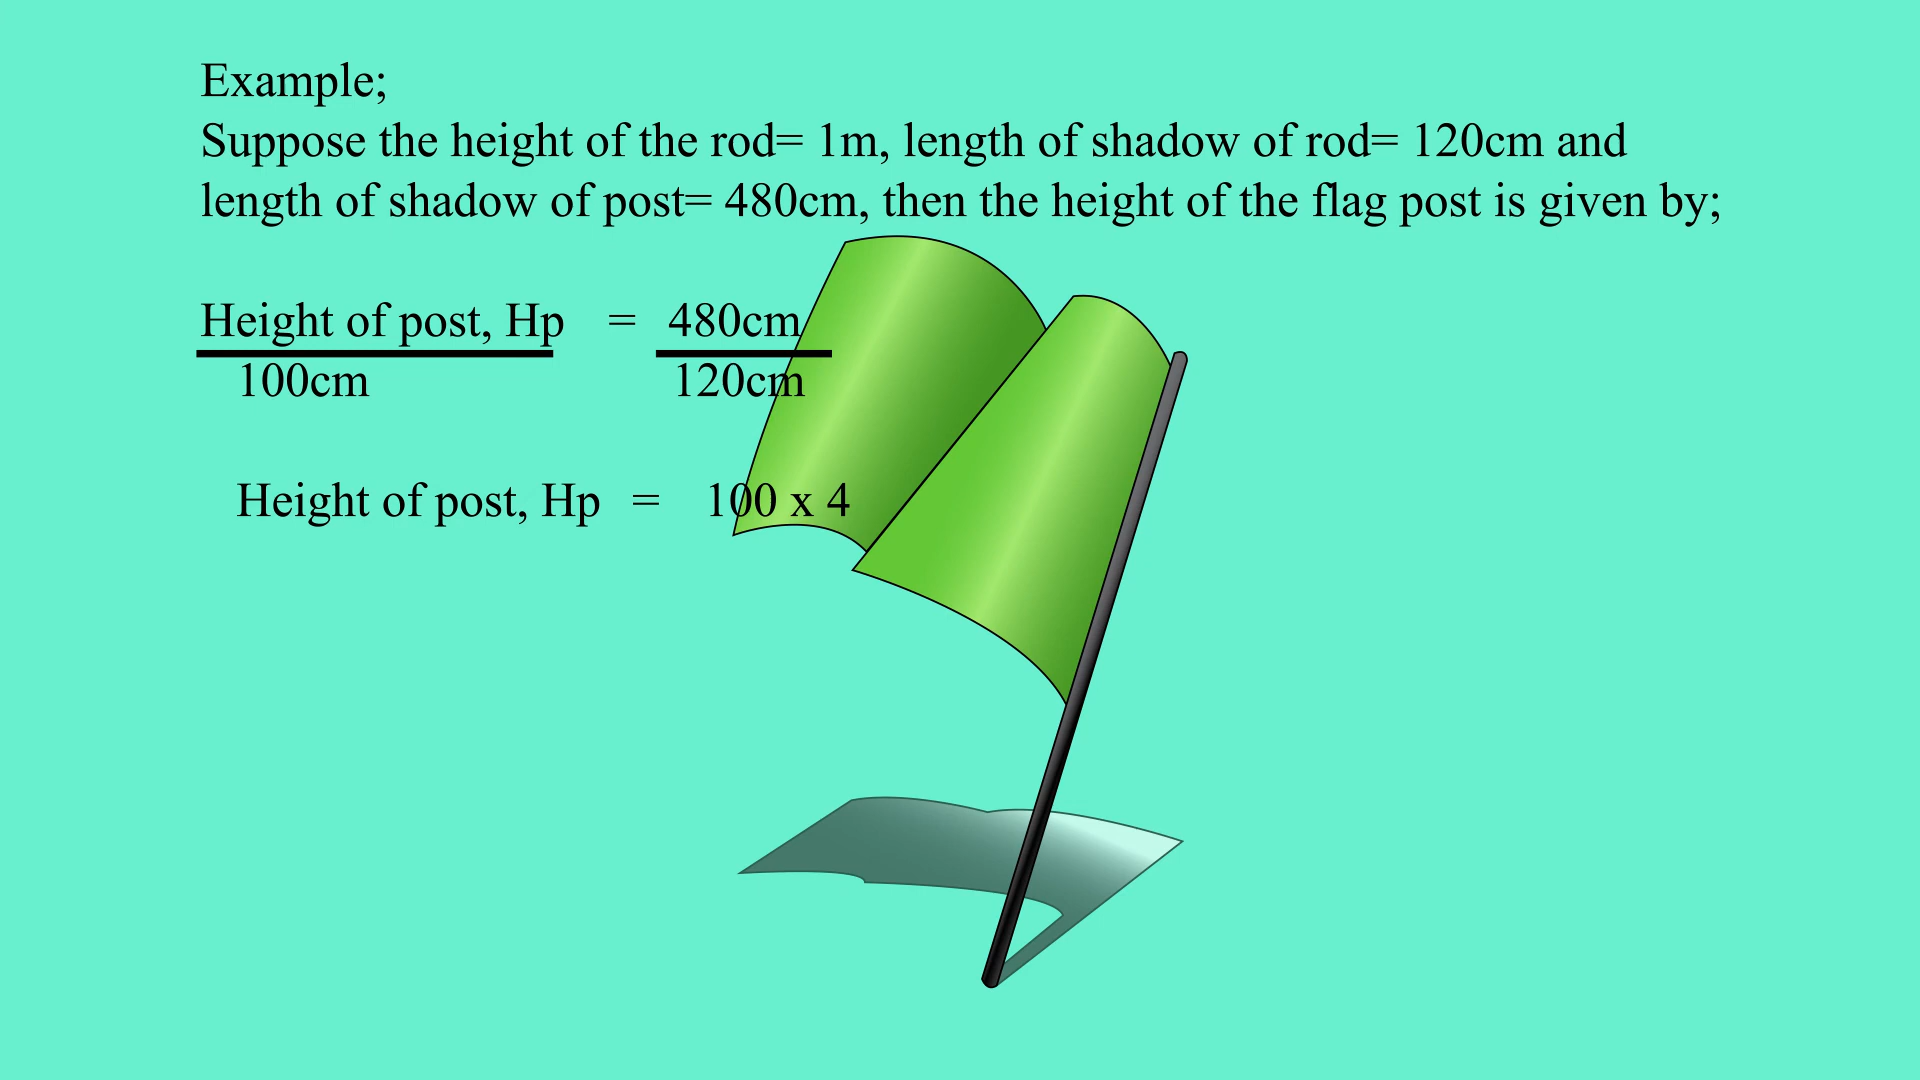 Example;
Suppose the height of the rod= 1m, length of shadow of rod= 120cm and
length of shadow of post= 480cm, then the height of the flag post is given by;
Height of post, Hp = 480cm
100cm 120cm
Height of post, Hp = 100 x 4